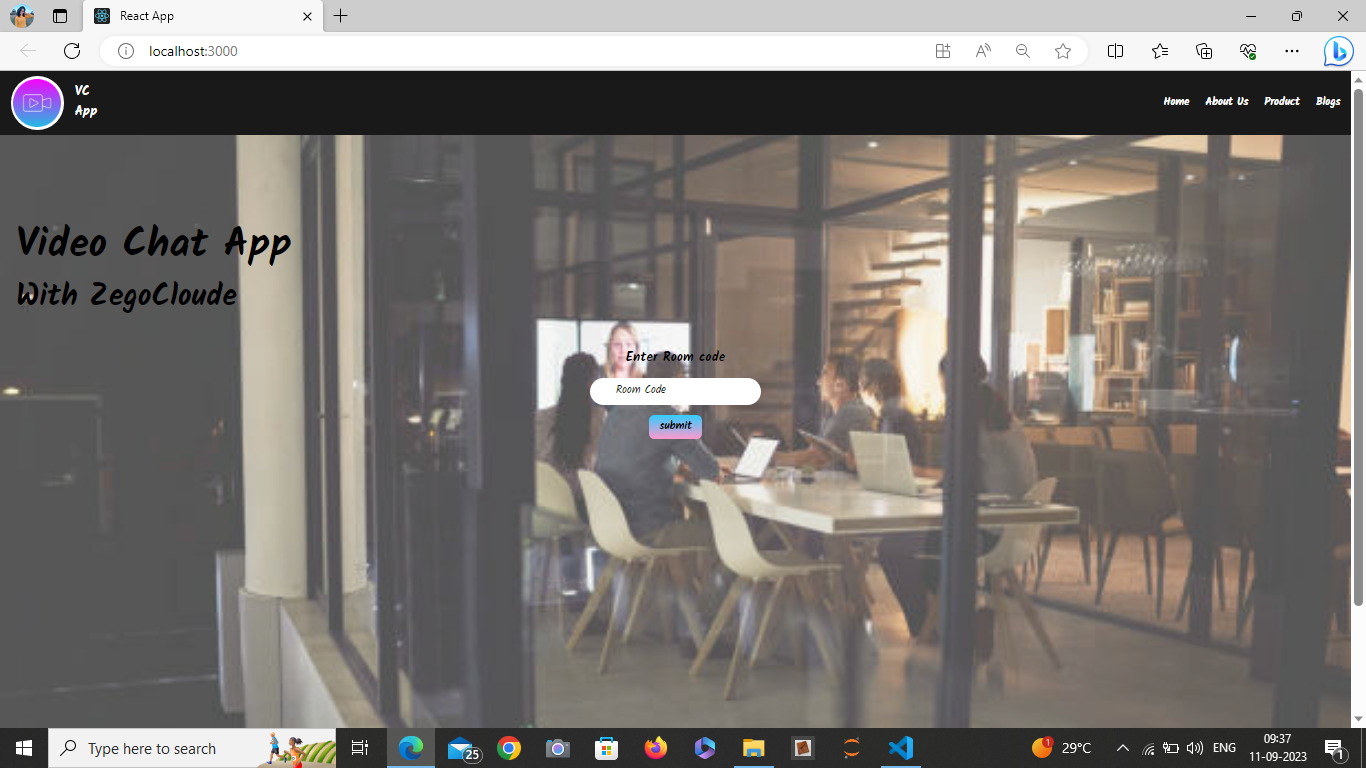 React App
localhost:3000
VC
App
Home About Us Product Blogs
Video Chat App
With ZegoCloude
Enter Room code
Room Code
submit
Type here to search
25
1
29°C
ENG
09:37
11-09-2023
1